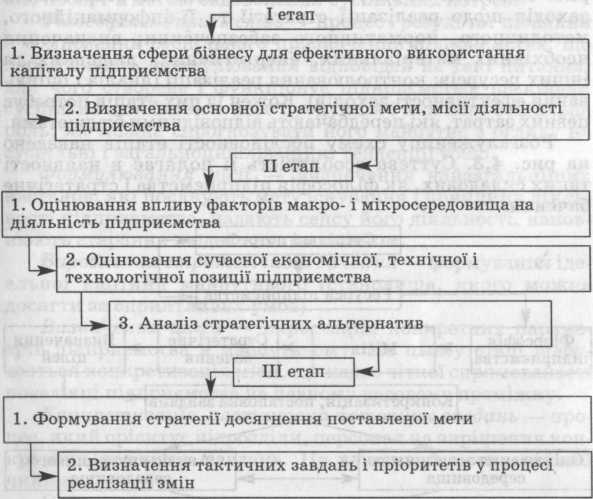 І етап
1. Визначення сфери бізнесу для ефективного використання
капіталу підприємства
2. Визначення основної стратегічної мети місії діяльності
підприємства
ІІ етап
1. Оцінювання впливу факторів макро- і мікросередовища на
діяльність підприємства
2. Оцінювання сучасної економічної, технічної і
технологічної позиції підприємства
3. Аналіз стратегічних альтернатив
ІІІ етап
1. Формування стратегії досягнення поставленої мети
2. Визначення тактичних завдань і пріоритетів у процесі
реалізації змін